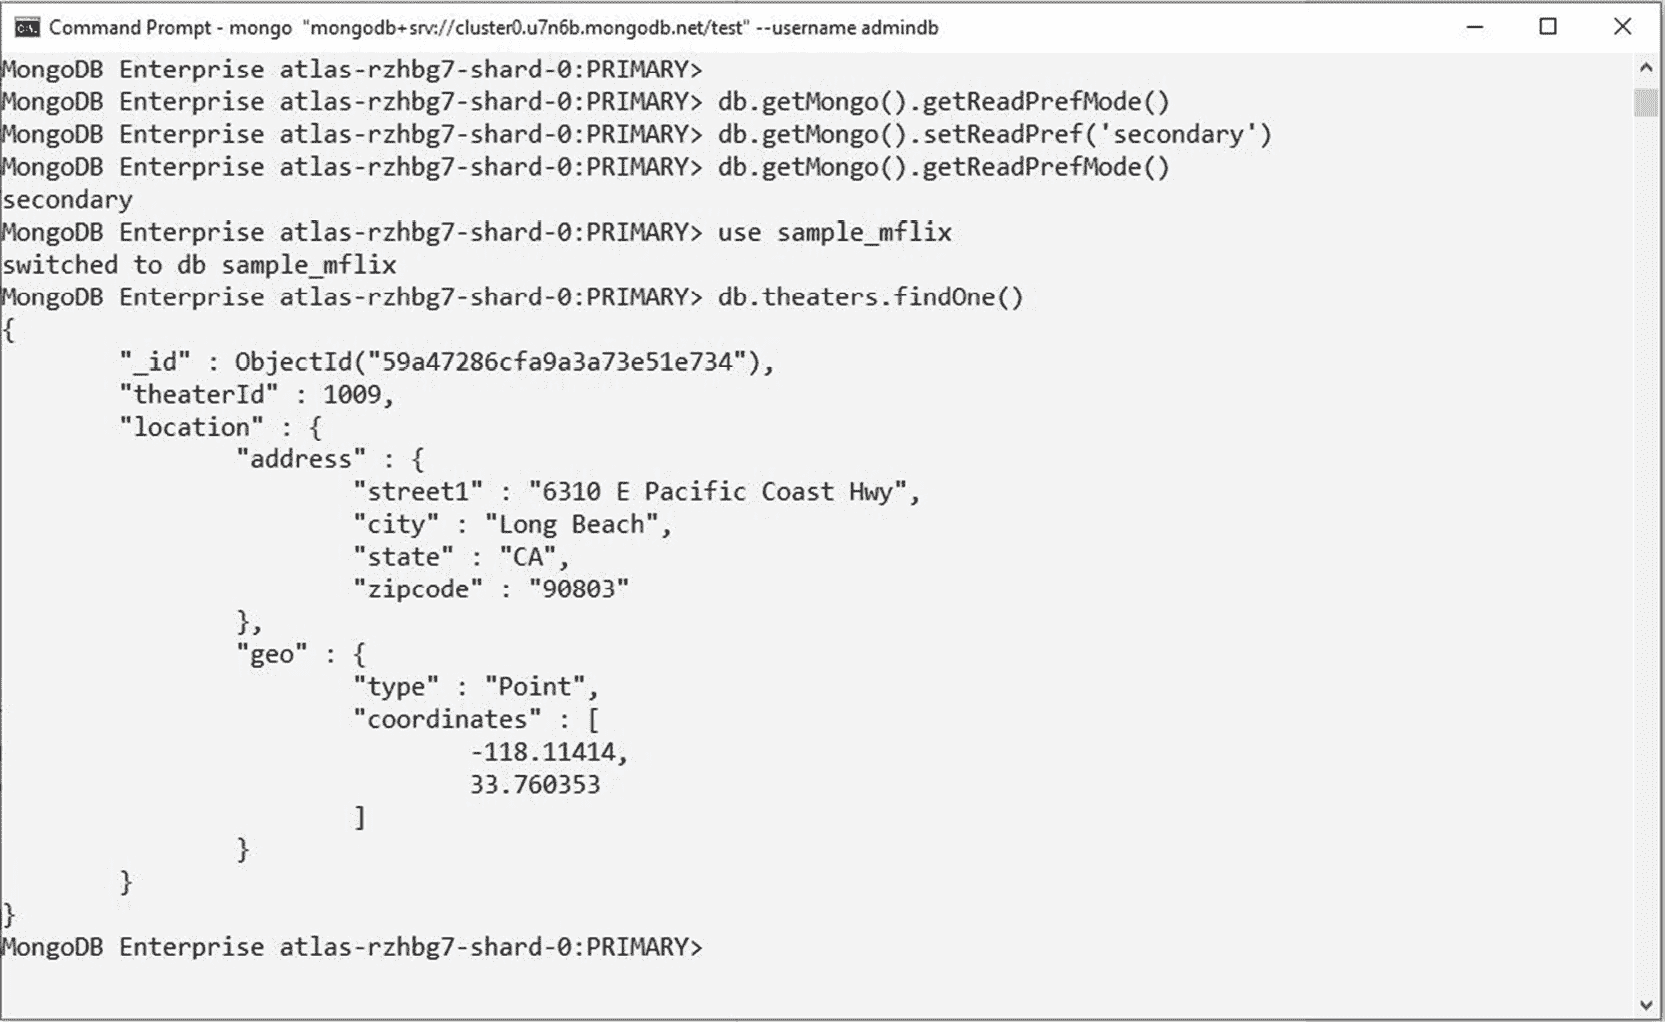 Command Prompt - mongo "mongodb+srv://cluster0.u7n6b.mongodb.net/test" --username admindb
MongoDB Enterprise atlas-rzhbg7-shard-0:PRIMARY>
MongoDB Enterprise atlas-rzhbg7-shard-0:PRIMARY> db.getMongo().getReadPrefMode()
MongoDB Enterprise atlas-rzhbg7-shard-0:PRIMARY> db.getMongo().setReadPref('secondary')
MongoDB Enterprise atlas-rzhbg7-shard-0:PRIMARY> db.getMongo().getReadPrefMode()
secondary
MongoDB Enterprise atlas-rzhbg7-shard-0:PRIMARY> use sample_mflix
switched to db sample_mflix
MongoDB Enterprise atlas-rzhbg7-shard-0:PRIMARY> db.theaters.findOne()
{
        "_id" : ObjectId("59a47286cfa9a3a73e51e734"),
        "theaterId" : 1009,
        "location" : {
                "address" : {
                        "street1" : "6310 E Pacific Coast Hwy",
                        "city" : "Long Beach",
                        "state" : "CA",
                        "zipcode" : "90803"
                },
                "geo" : {
                        "type" : "Point",
                        "coordinates" : [
                                -118.11414,
                                33.760353
                        ]
                }
        }
}
MongoDB Enterprise atlas-rzhbg7-shard-0:PRIMARY>